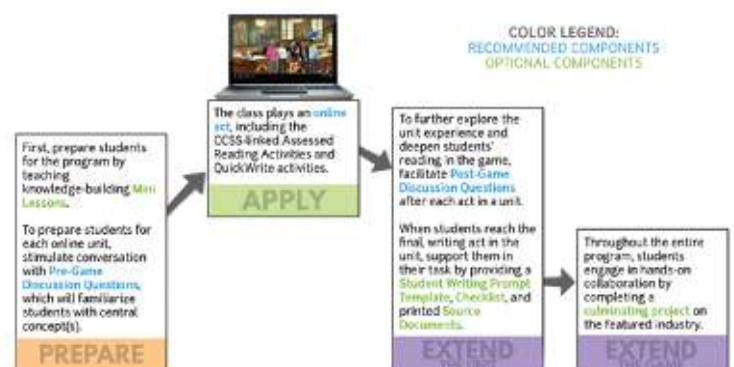 COLOR LEGEND:
RECOMMENDED COMPONENTS
OPTIONAL COMPONENTS
First, prepare students
for the program by
teaching
knowledge-building Mini
Lessons.
To prepare students for
each online unit,
stimulate conversation
with Pre-Game
Discussion Questions,
which will familiarize
students with central
concept(s).
PREPARE
The class plays an online
act, including the
CCSS-linked Assessed
Reading Activities and
QuickWrite activities.
APPLY
To further explore the
unit experience and
deepen students'
reading in the game,
facilitate Post-Game
Discussion Questions
after each act in a unit.
When students reach the
final, writing act in the
unit, support them in
their task by providing a
Student Writing Prompt
Template, Checklist, and
printed Source
Documents.
EXTEND
THE UNIT
Throughout the entire
program, students
engage in hands-on
collaboration by
completing a
culminating project on
the featured industry.
EXTEND
THE GAME